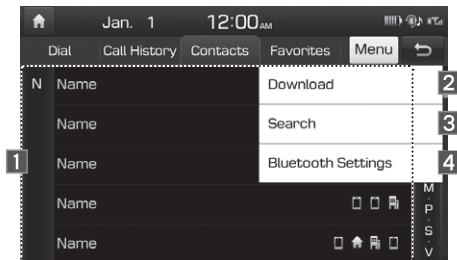 Jan. 1 12:00AM
Dial Call History Contacts Favorites Menu
N Name Download 2
Name Search 3
1 Name Bluetooth Settings 4
Name M
P
Name S
V